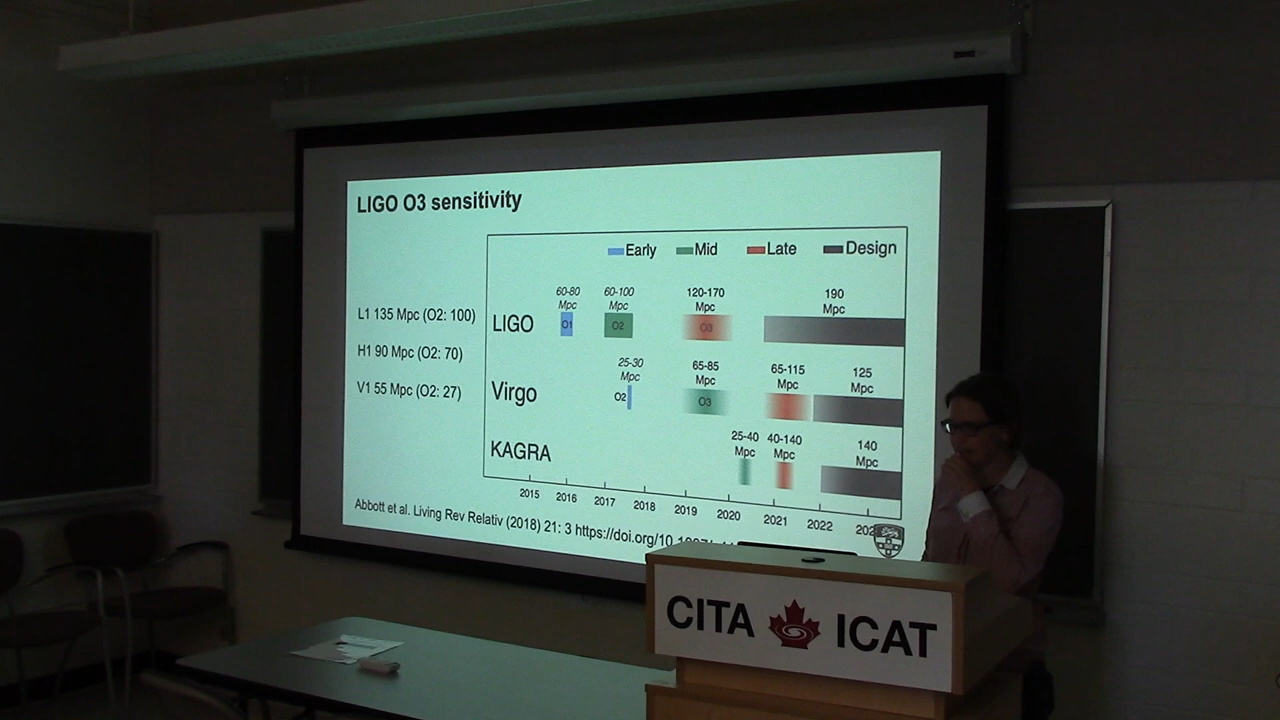 LIGO O3 sensitivity
L1 135 Mpc (O2: 100)
H1 90 Mpc (O2: 70)
V1 55 Mpc (O2: 27)
Early Mid Late Design
60-80 Mpc
60-100 Mpc
120-170 Mpc
190 Mpc
LIGO O1 O2 O3
25-30 Mpc
65-85 Mpc
65-115 Mpc
125 Mpc
Virgo O2 O3
25-40 Mpc
40-140 Mpc
140 Mpc
KAGRA
2015 2016 2017 2018 2019 2020 2021 2022
Abbott et al. Living Rev Relativ (2018) 21: 3 https://doi.org/10
CITA ICAT